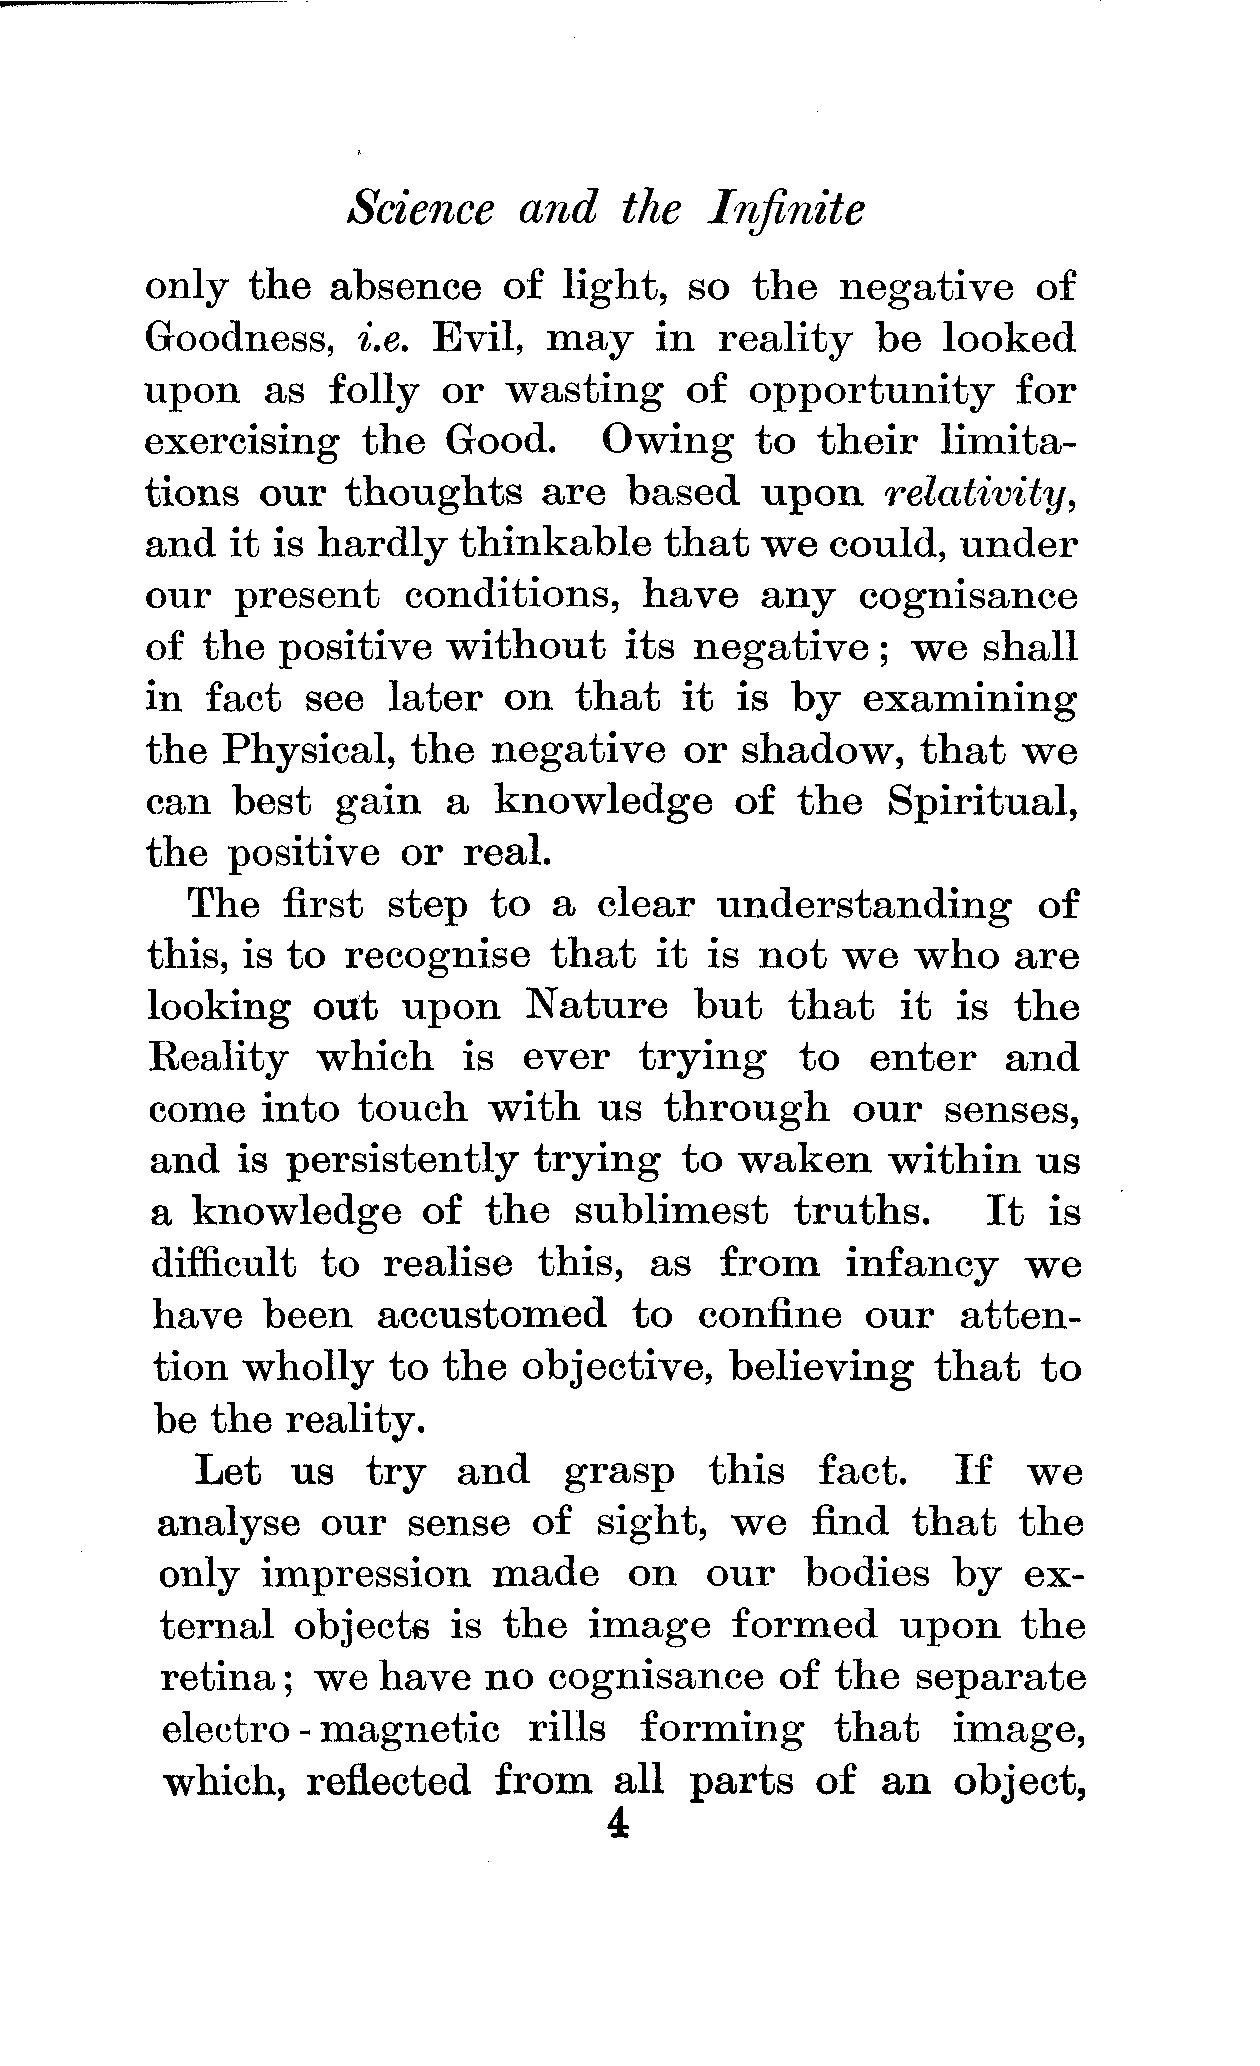 Science and the Infinite
only the absence of light, so the negative of
Goodness, i.e. Evil, may in reality be looked
upon as folly or wasting of opportunity for
exercising the Good. Owing to their limita-
tions our thoughts are based upon relativity,
and it is hardly thinkable that we could, under
our present conditions, have any cognisance
of the positive without its negative ; we shall
in fact see later on that it is by examining
the Physical, the negative or shadow, that we
can best gain a knowledge of the Spiritual,
the positive or real.
The first step to a clear understanding of
this, is to recognise that it is not we who are
looking out upon Nature but that it is the
Reality which is ever trying to enter and
come into touch with us through our senses,
and is persistently trying to waken within us
a knowledge of the sublimest truths. It is
difficult to realise this, as from infancy we
have been accustomed to confine our atten-
tion wholly to the objective, believing that to
be the reality.
Let us try and grasp this fact. If we
analyse our sense of sight, we find that the
only impression made on our bodies by ex-
ternal objects is the image formed upon the
retina ; we have no cognisance of the separate
electro-magnetic rills forming that image,
which, reflected from all parts of an object,
4